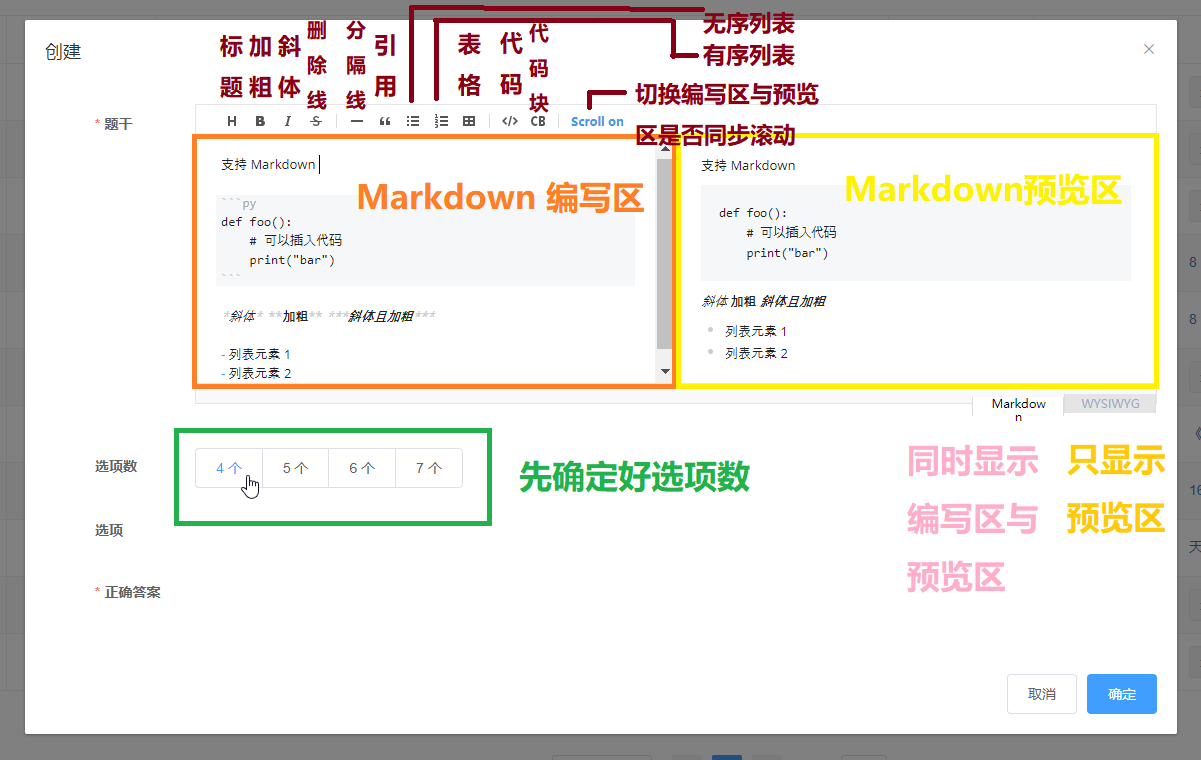 创建
标题
加粗
斜体
删除线
分隔线
引用
表格
代码
代码块
无序列表
有序列表
切换编写区与预览
区是否同步滚动
* 题干
H B I S — “ </> CB Scroll on
支持 Markdown
```py
def foo():
# 可以插入代码
print("bar")
```
*斜体* **加粗** ***斜体且加粗***
- 列表元素 1
- 列表元素 2
Markdown 编写区
支持 Markdown
def foo():
# 可以插入代码
print("bar")
斜体 加粗 斜体且加粗
列表元素 1
列表元素 2
Markdown预览区
Markdow
n
WYSIWYG
选项数
4 个 5 个 6 个 7 个
先确定好选项数
同时显示
编写区与
预览区
只显示
预览区
选项
* 正确答案
取消 确定
8
8
16
天